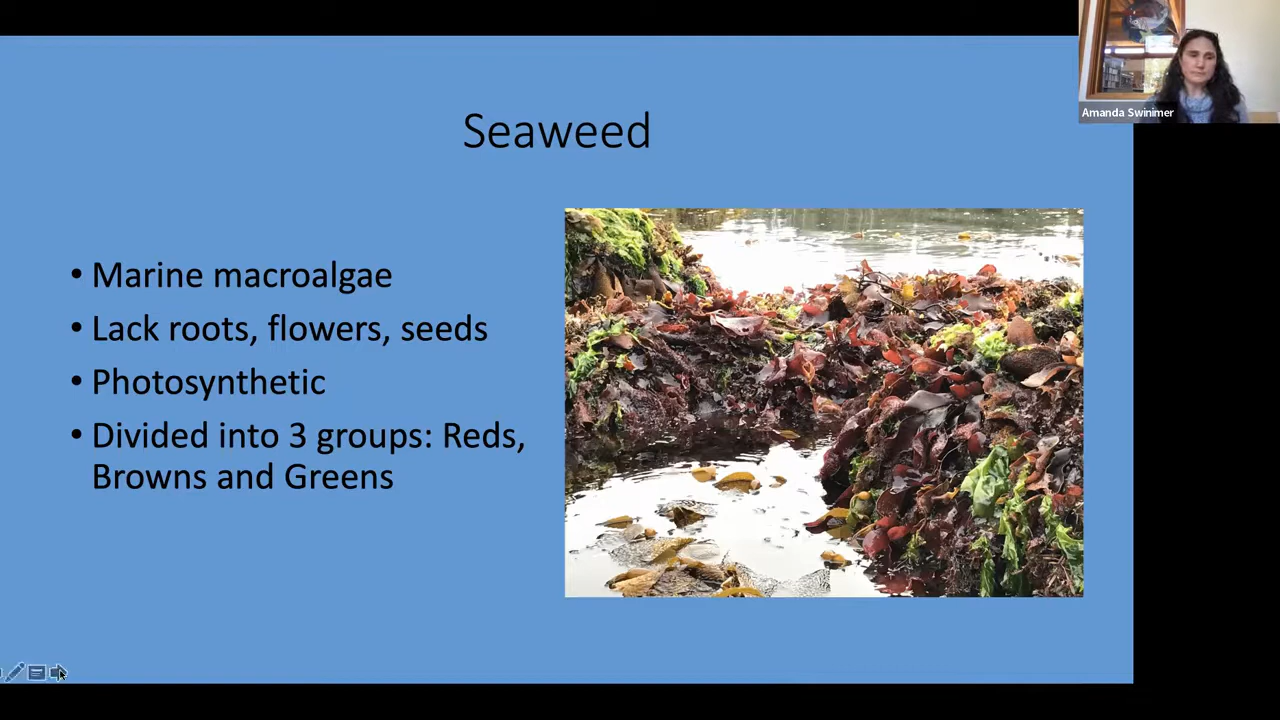 Amanda Swinimer
Seaweed
• Marine macroalgae
• Lack roots, flowers, seeds
• Photosynthetic
• Divided into 3 groups: Reds,
Browns and Greens